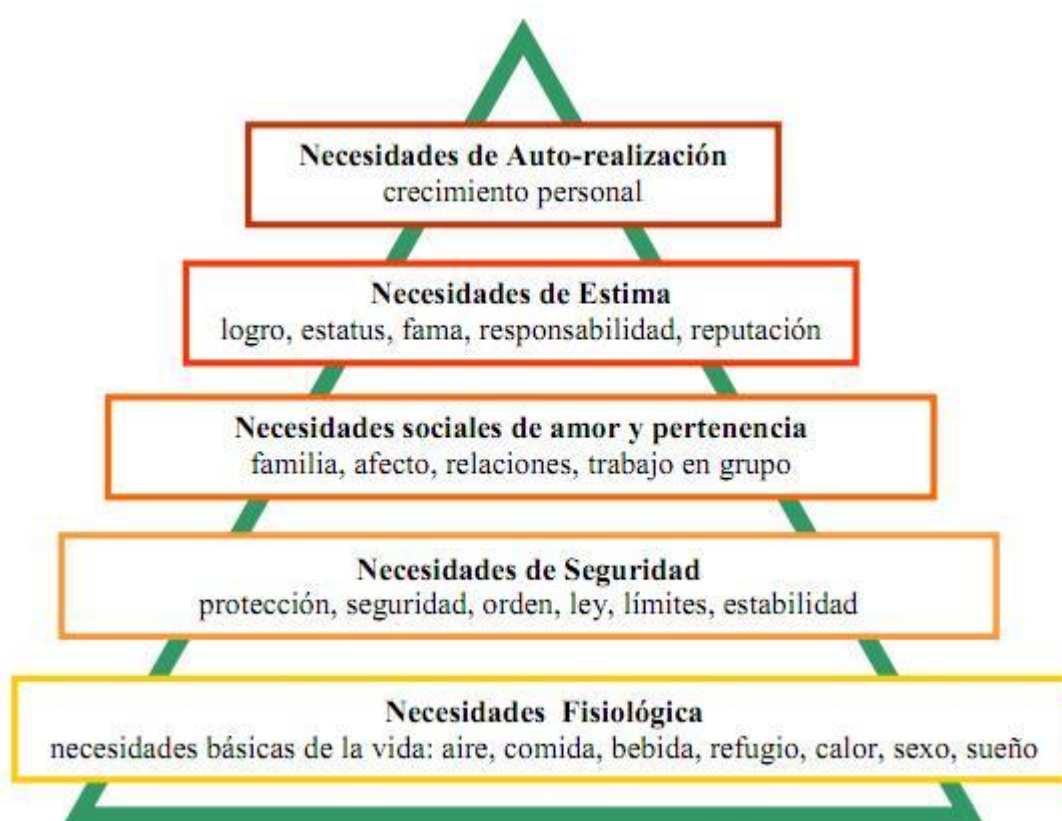 Necesidades de Auto-realización
crecimiento personal
Necesidades de Estima
logro, estatus, fama, responsabilidad, reputación
Necesidades sociales de amor y pertenencia
familia, afecto, relaciones, trabajo en grupo
Necesidades de Seguridad
protección, seguridad, orden, ley, límites, estabilidad
Necesidades Fisiológica
necesidades básicas de la vida: aire, comida, bebida, refugio, calor, sexo, sueño